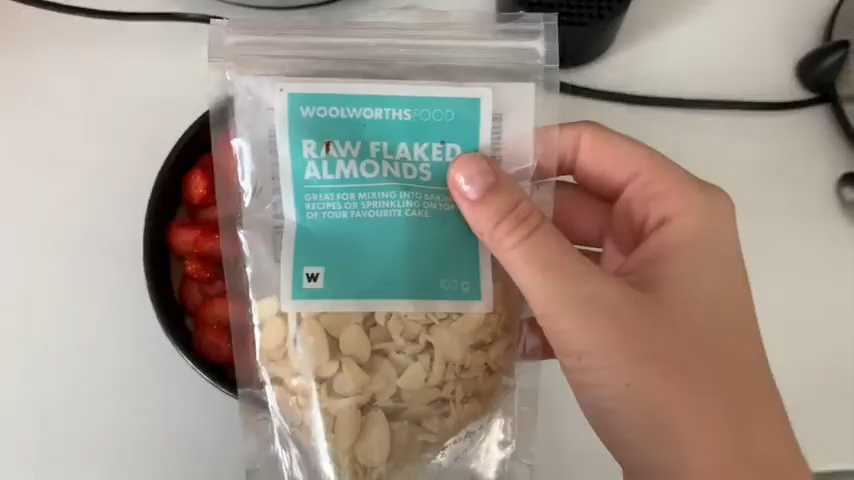 WOOLWORTHSFOOD
RAW FLAKED
ALMONDS
GREAT FOR MIXING INTO BAKING
RECIPES OR SPRINKLING ON TOP
OF YOUR FAVOURITE CAKE
W
100 g